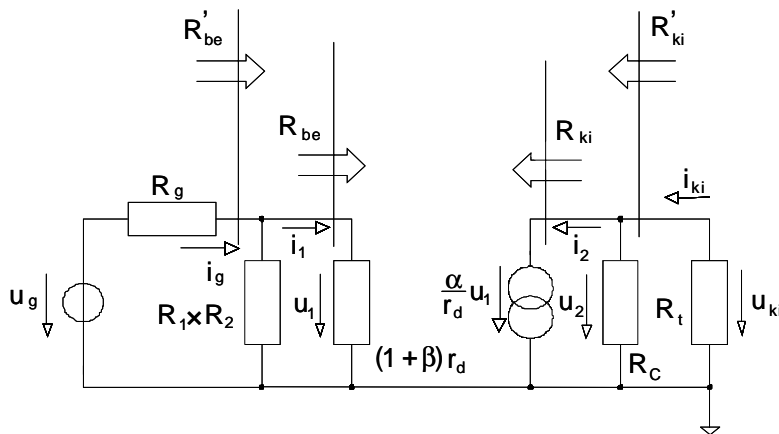 R'be
R'ki
Rbe
Rki
Rg
iki
ig
i1
i2
ug
R1×R2
u1
(1 + β) rd
α/rd u1
u2
RC
Rt
uki